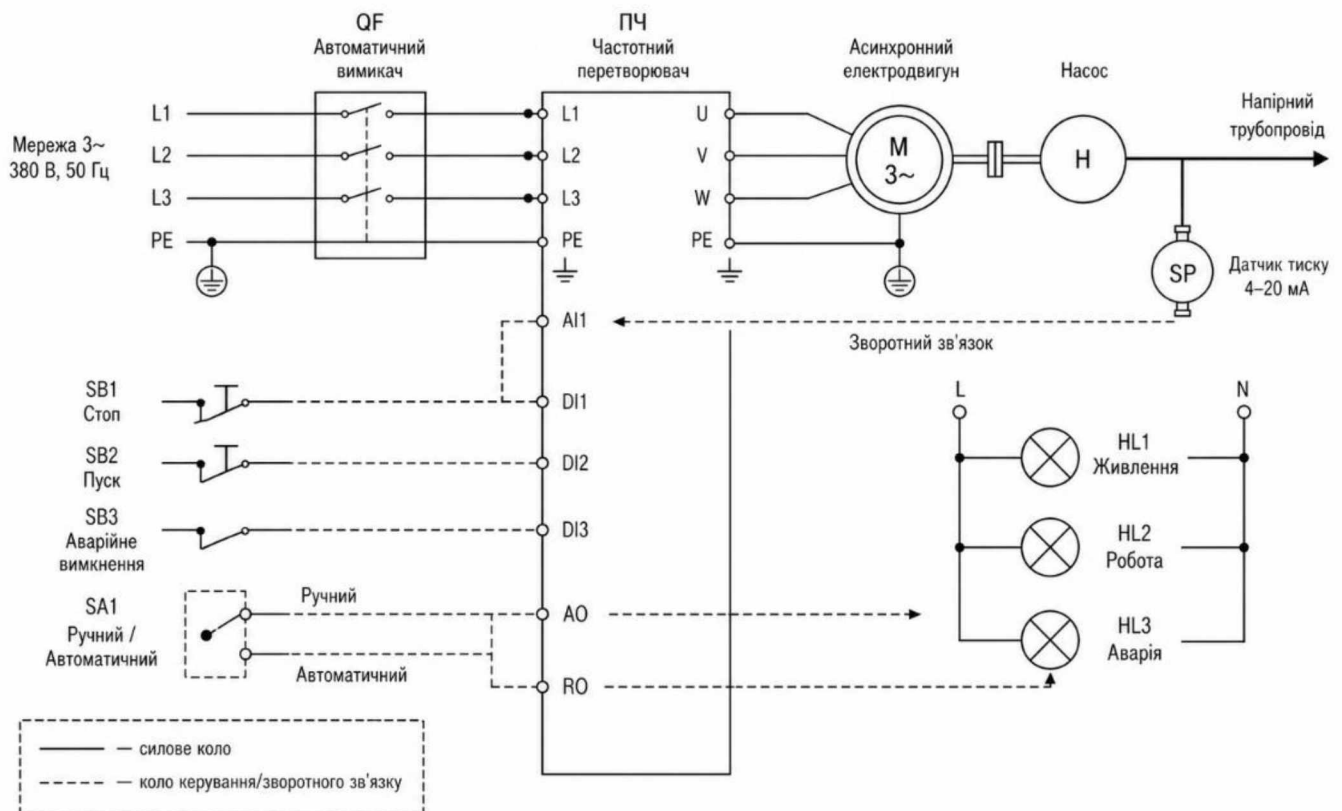 QF
Автоматичний
вимикач
ПЧ
Частотний
перетворювач
Асинхронний
електродвигун
Насос
Напірний
трубопровід
Мережа 3~
380 В, 50 Гц
L1
L2
L3
PE
L1
L2
L3
PE
U
V
W
PE
M
3~
Н
SP
Датчик тиску
4–20 мА
AI1
Зворотний зв'язок
SB1
Стоп
DI1
SB2
Пуск
DI2
SB3
Аварійне
вимкнення
DI3
SA1
Ручний /
Автоматичний
Ручний
Автоматичний
AO
RO
L
N
HL1
Живлення
HL2
Робота
HL3
Аварія
— силове коло
— коло керування/зворотного зв'язку